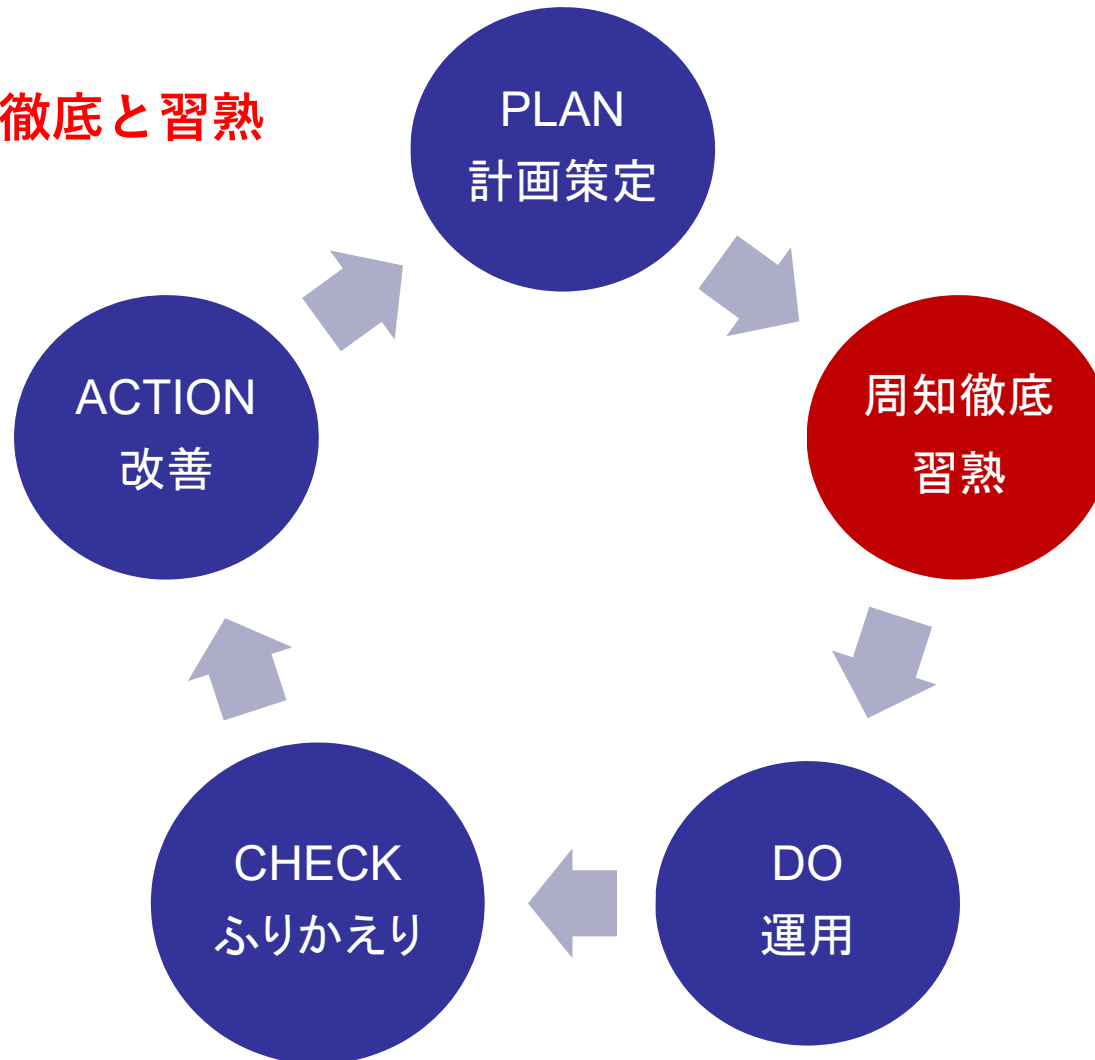 徹底と習熟
PLAN
計画策定
周知徹底
習熟
DO
運用
CHECK
ふりかえり
ACTION
改善